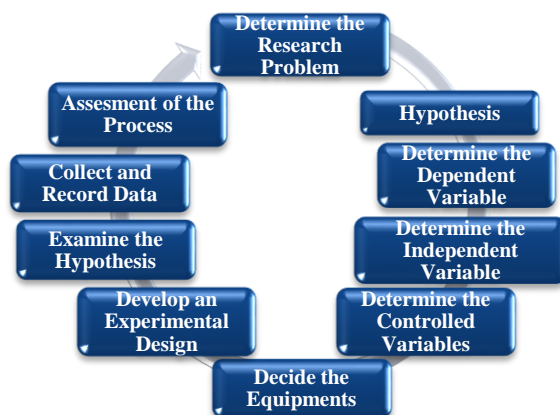 Determine the
Research
Problem
Hypothesis
Determine the
Dependent
Variable
Determine the
Independent
Variable
Determine the
Controlled
Variables
Decide the
Equipments
Develop an
Experimental
Design
Examine the
Hypothesis
Collect and
Record Data
Assesment of the
Process